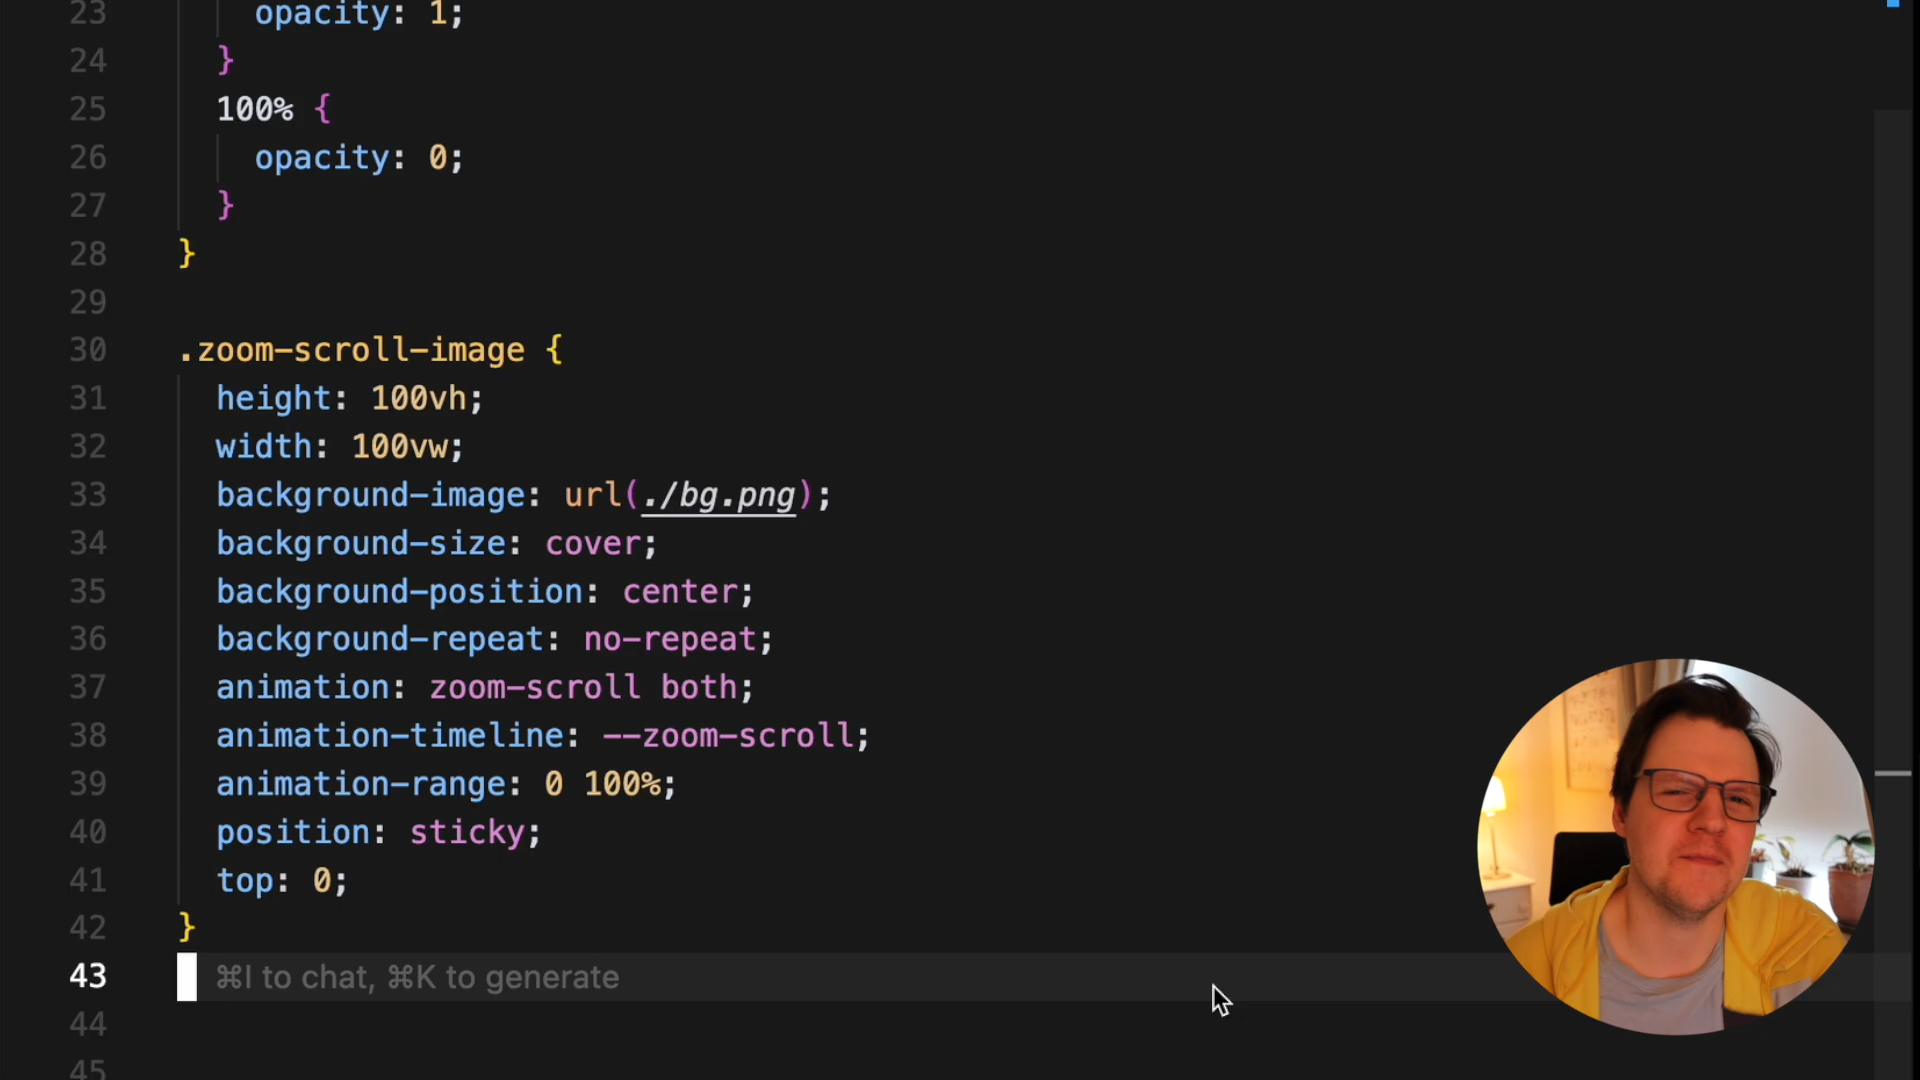 23 opacity: 1;
24 }
25 100% {
26 opacity: 0;
27 }
28 }
29
30 .zoom-scroll-image {
31 height: 100vh;
32 width: 100vw;
33 background-image: url(./bg.png);
34 background-size: cover;
35 background-position: center;
36 background-repeat: no-repeat;
37 animation: zoom-scroll both;
38 animation-timeline: --zoom-scroll;
39 animation-range: 0 100%;
40 position: sticky;
41 top: 0;
42 }
43 ⌘I to chat, ⌘K to generate
44
45